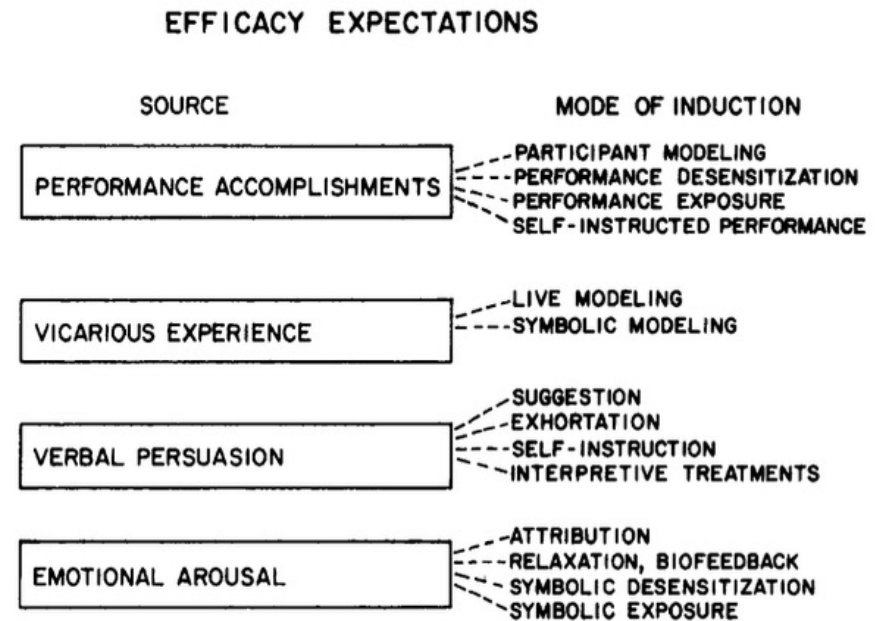 EFFICACY EXPECTATIONS
SOURCE
MODE OF INDUCTION
PERFORMANCE ACCOMPLISHMENTS
PARTICIPANT MODELING
PERFORMANCE DESENSITIZATION
PERFORMANCE EXPOSURE
SELF-INSTRUCTED PERFORMANCE
VICARIOUS EXPERIENCE
LIVE MODELING
SYMBOLIC MODELING
VERBAL PERSUASION
SUGGESTION
EXHORTATION
SELF-INSTRUCTION
INTERPRETIVE TREATMENTS
EMOTIONAL AROUSAL
ATTRIBUTION
RELAXATION, BIOFEEDBACK
SYMBOLIC DESENSITIZATION
SYMBOLIC EXPOSURE